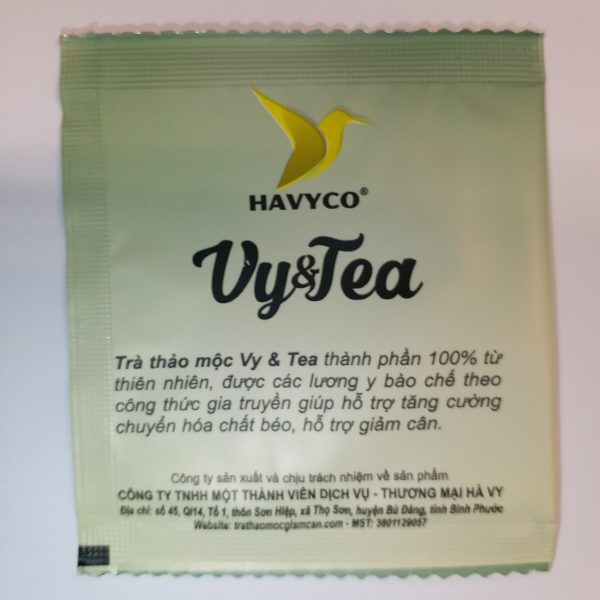 HAVYCO®
Vy&Tea
Trà thảo mộc Vy & Tea thành phần 100% từ
thiên nhiên, được các lương y bào chế theo
công thức gia truyền giúp hỗ trợ tăng cường
chuyển hóa chất béo, hỗ trợ giảm cân.
Công ty sản xuất và chịu trách nhiệm về sản phẩm
CÔNG TY TNHH MỘT THÀNH VIÊN DỊCH VỤ - THƯƠNG MẠI HÀ VY
Địa chỉ: số 45, Ql14, Tổ 1, thôn Sơn Hiệp, xã Thọ Sơn, huyện Bù Đăng, tỉnh Bình Phước
Website: trathaomocgiamcan.com - MST: 3801129057